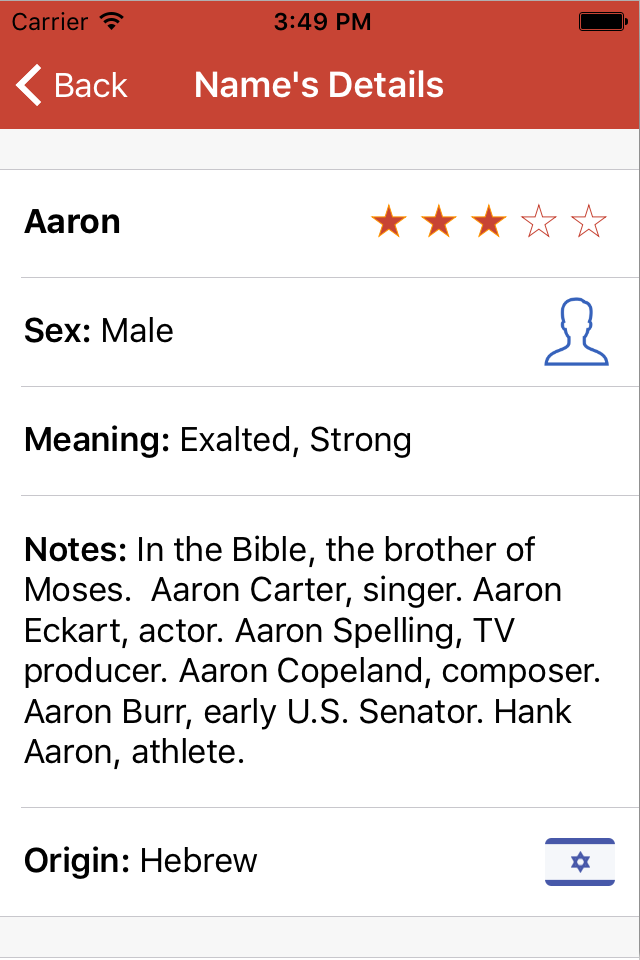 Carrier 3:49 PM
Back Name's Details
Aaron
Sex: Male
Meaning: Exalted, Strong
Notes: In the Bible, the brother of
Moses.  Aaron Carter, singer. Aaron
Eckart, actor. Aaron Spelling, TV
producer. Aaron Copeland, composer.
Aaron Burr, early U.S. Senator. Hank
Aaron, athlete.
Origin: Hebrew